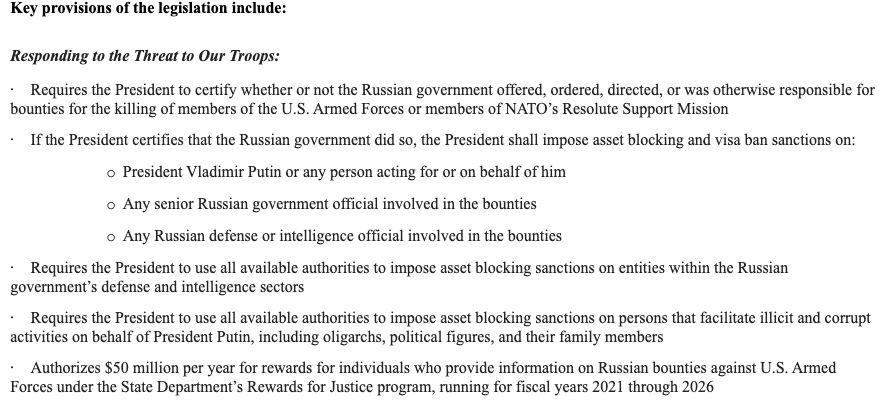 Key provisions of the legislation include:
Responding to the Threat to Our Troops:
· Requires the President to certify whether or not the Russian government offered, ordered, directed, or was otherwise responsible for
bounties for the killing of members of the U.S. Armed Forces or members of NATO’s Resolute Support Mission
· If the President certifies that the Russian government did so, the President shall impose asset blocking and visa ban sanctions on:
o President Vladimir Putin or any person acting for or on behalf of him
o Any senior Russian government official involved in the bounties
o Any Russian defense or intelligence official involved in the bounties
· Requires the President to use all available authorities to impose asset blocking sanctions on entities within the Russian
government’s defense and intelligence sectors
· Requires the President to use all available authorities to impose asset blocking sanctions on persons that facilitate illicit and corrupt
activities on behalf of President Putin, including oligarchs, political figures, and their family members
· Authorizes $50 million per year for rewards for individuals who provide information on Russian bounties against U.S. Armed
Forces under the State Department’s Rewards for Justice program, running for fiscal years 2021 through 2026